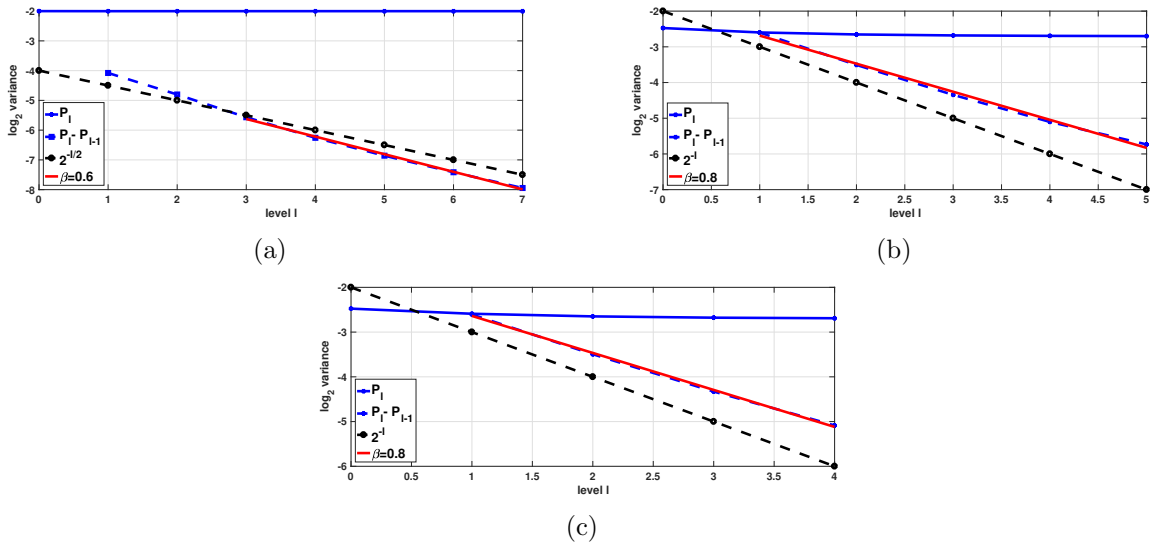 -2
-3
-4
-5
-6
-7
-8
log2 variance
P_l
P_l - P_{l-1}
2^{-l/2}
β=0.6
0 1 2 3 4 5 6 7
level l
(a)
-2
-3
-4
-5
-6
-7
log2 variance
P_l
P_l - P_{l-1}
2^{-l}
β=0.8
0 0.5 1 1.5 2 2.5 3 3.5 4 4.5 5
level l
(b)
-2
-3
-4
-5
-6
log2 variance
P_l
P_l - P_{l-1}
2^{-l}
β=0.8
0 0.5 1 1.5 2 2.5 3 3.5 4
level l
(c)